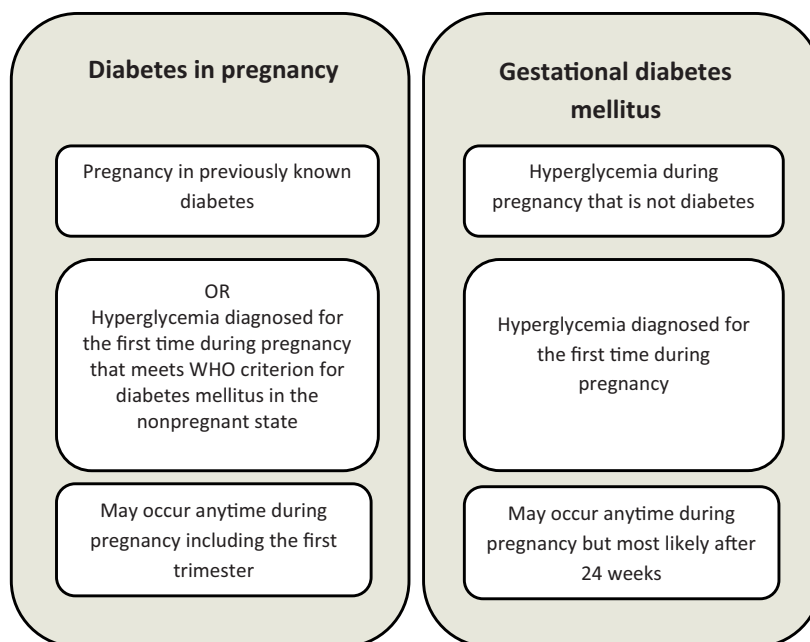 Diabetes in pregnancy
Pregnancy in previously known
diabetes
OR
Hyperglycemia diagnosed for
the first time during pregnancy
that meets WHO criterion for
diabetes mellitus in the
nonpregnant state
May occur anytime during
pregnancy including the first
trimester
Gestational diabetes
mellitus
Hyperglycemia during
pregnancy that is not diabetes
Hyperglycemia diagnosed for
the first time during
pregnancy
May occur anytime during
pregnancy but most likely after
24 weeks